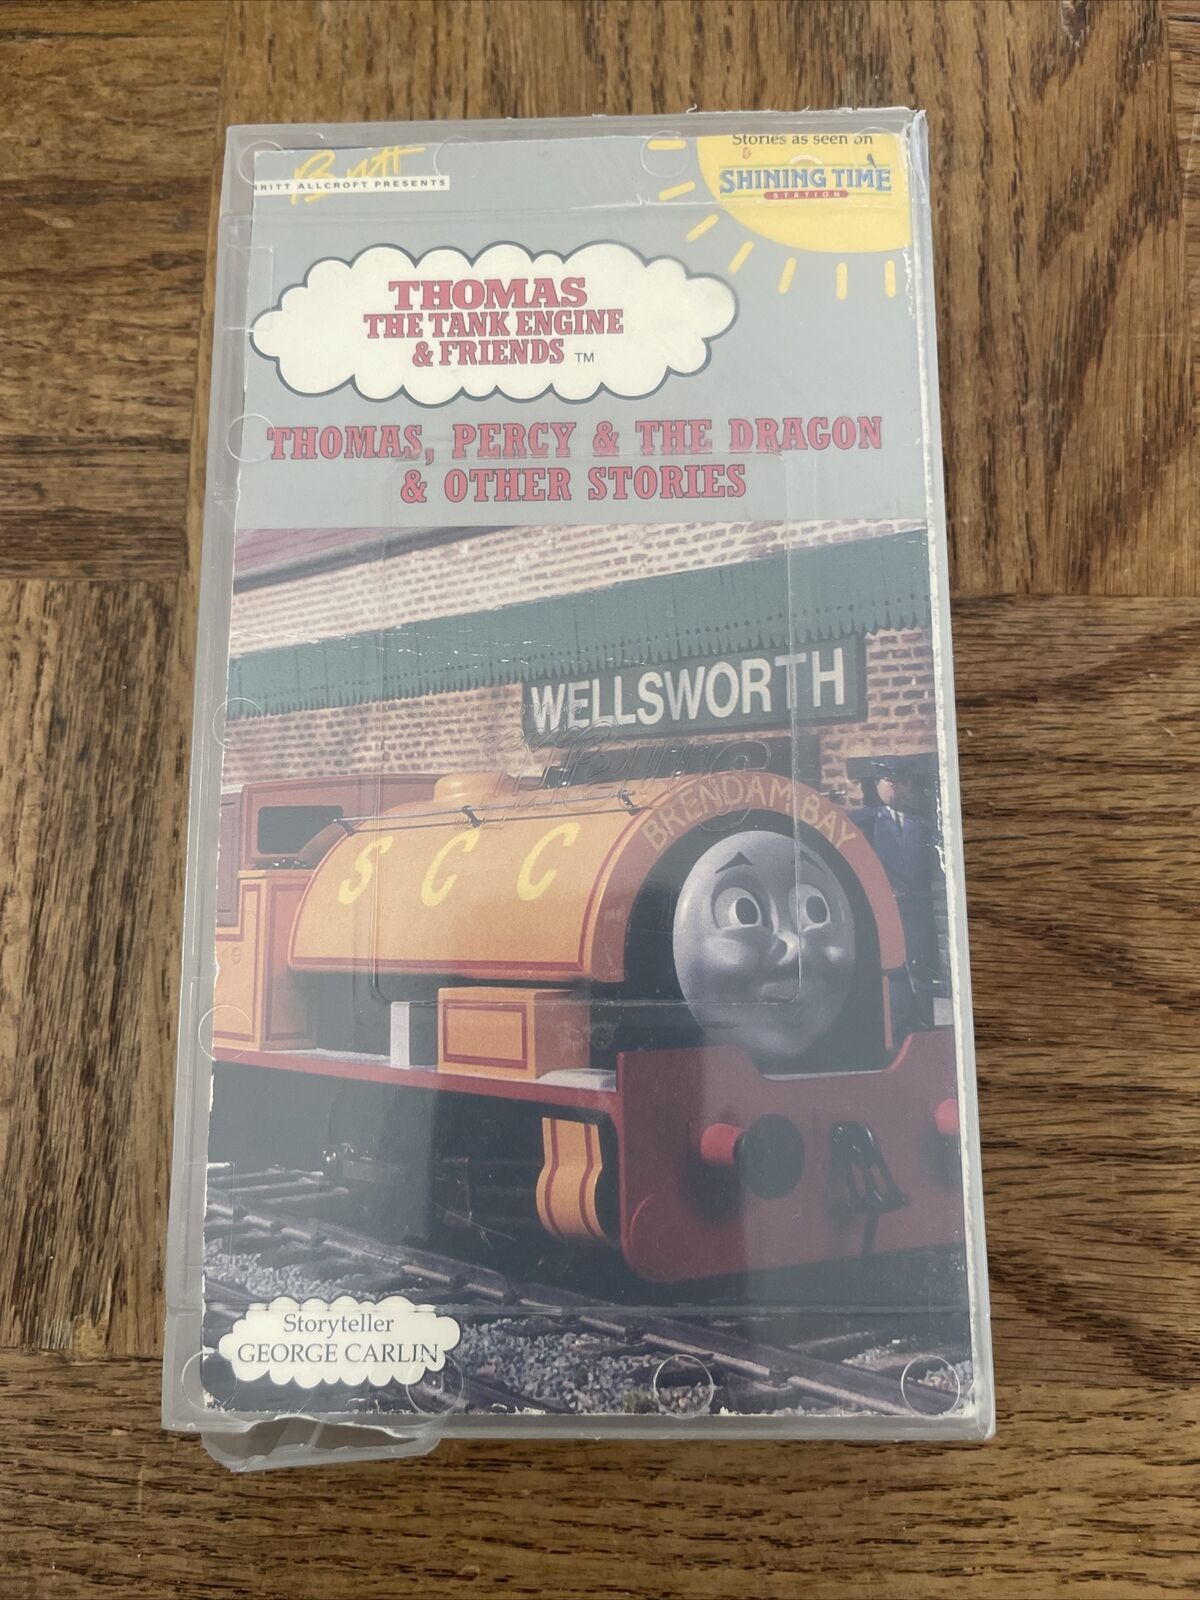 Britt
BRITT ALLCROFT PRESENTS
Stories as seen on
SHINING TIME
STATION
THOMAS
THE TANK ENGINE
& FRIENDS TM
THOMAS, PERCY & THE DRAGON
& OTHER STORIES
WELLSWORTH
BRENDAM BAY
S C C
Storyteller
GEORGE CARLIN